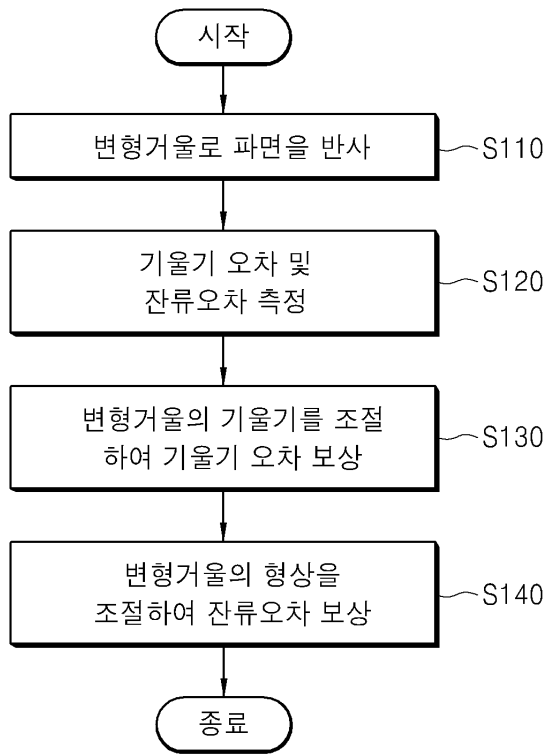 시작
변형거울로 파면을 반사
S110
기울기 오차 및
잔류오차 측정
S120
변형거울의 기울기를 조절
하여 기울기 오차 보상
S130
변형거울의 형상을
조절하여 잔류오차 보상
S140
종료